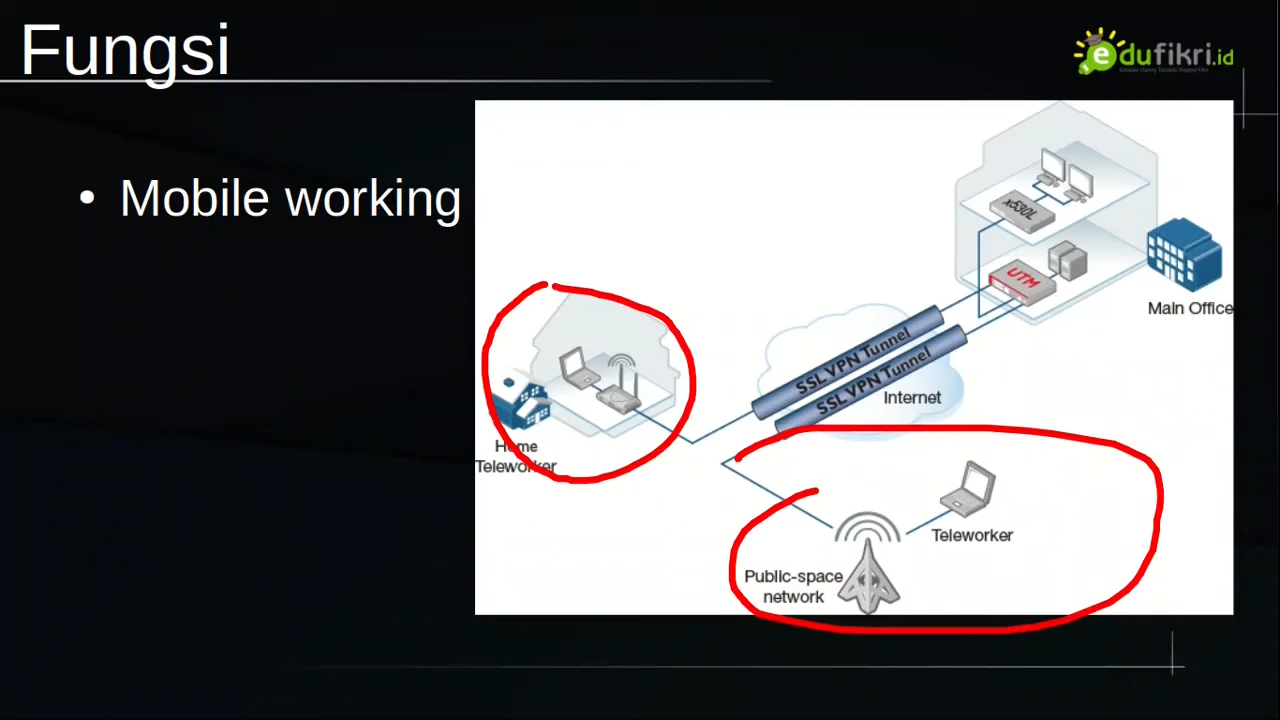 Fungsi
edufikri.id
• Mobile working
x530L
UTM
Main Office
SSL VPN Tunnel
SSL VPN Tunnel
Internet
Home
Teleworker
Teleworker
Public-space
network